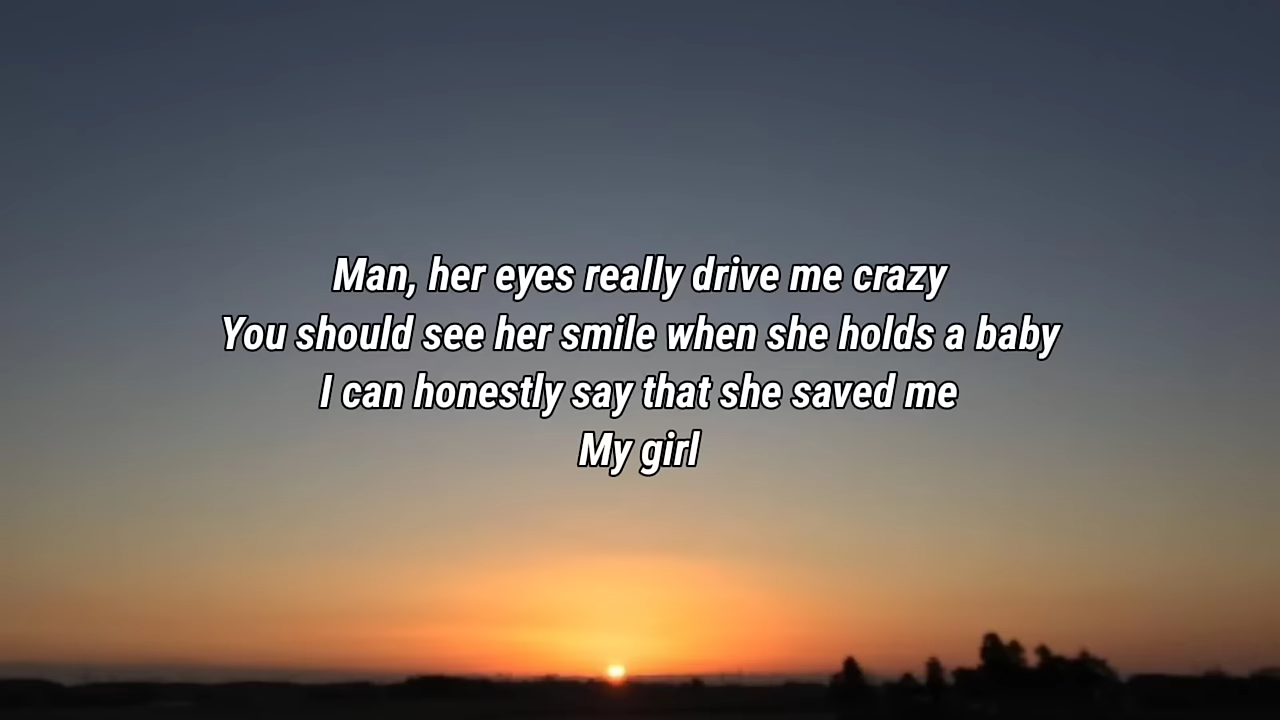 Man, her eyes really drive me crazy
You should see her smile when she holds a baby
I can honestly say that she saved me
My girl